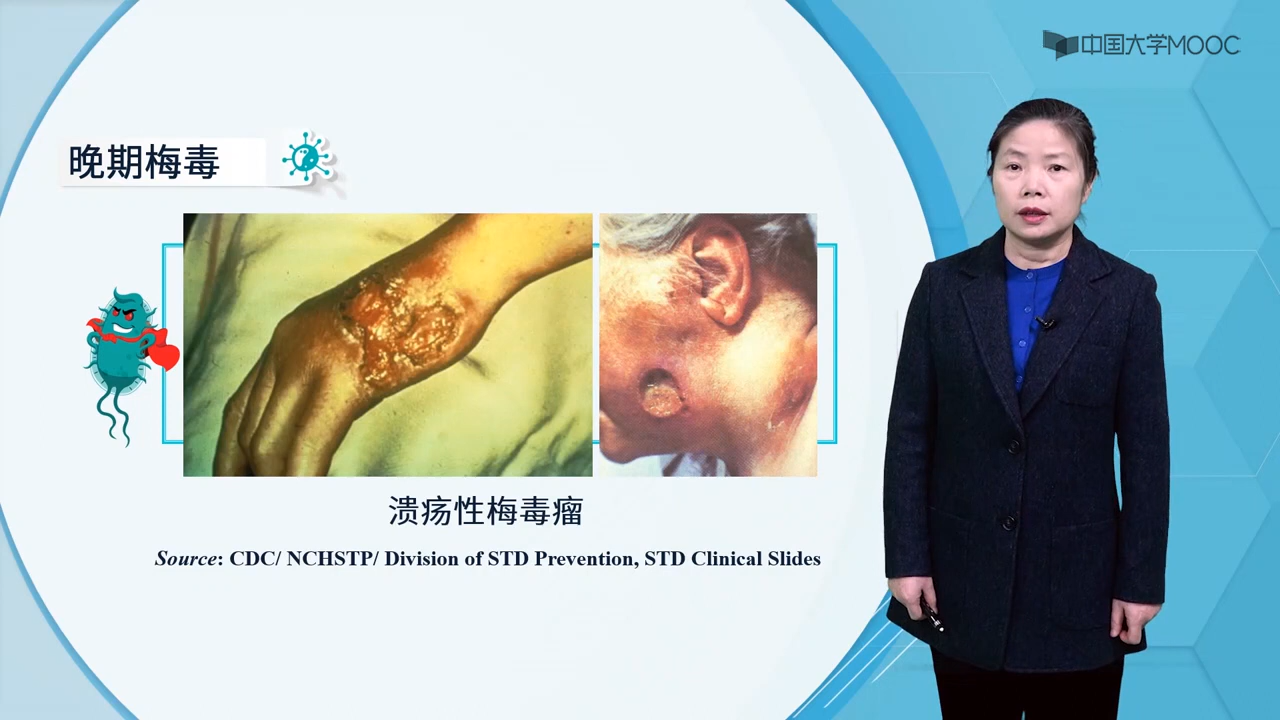 中国大学MOOC
晚期梅毒
溃疡性梅毒瘤
Source: CDC/ NCHSTP/ Division of STD Prevention, STD Clinical Slides